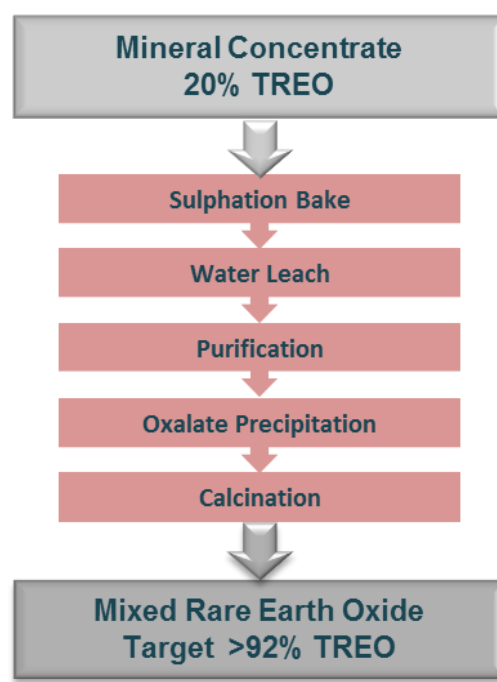 Mineral Concentrate
20% TREO
Sulphation Bake
Water Leach
Purification
Oxalate Precipitation
Calcination
Mixed Rare Earth Oxide
Target >92% TREO